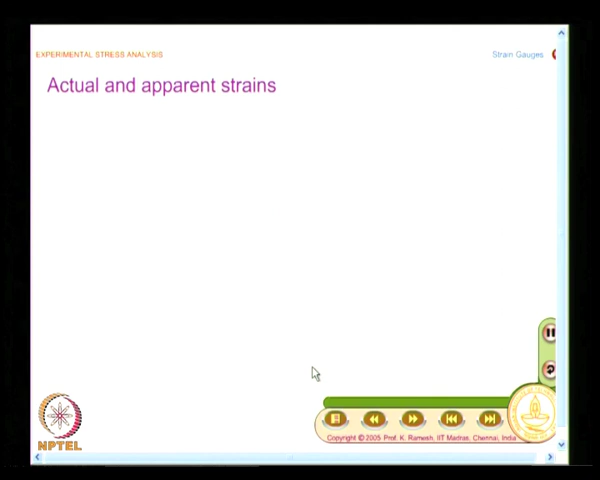 EXPERIMENTAL STRESS ANALYSIS
Strain Gauges
Actual and apparent strains
NPTEL
Copyright © 2005 Prof. K. Ramesh, IIT Madras, Chennai, India